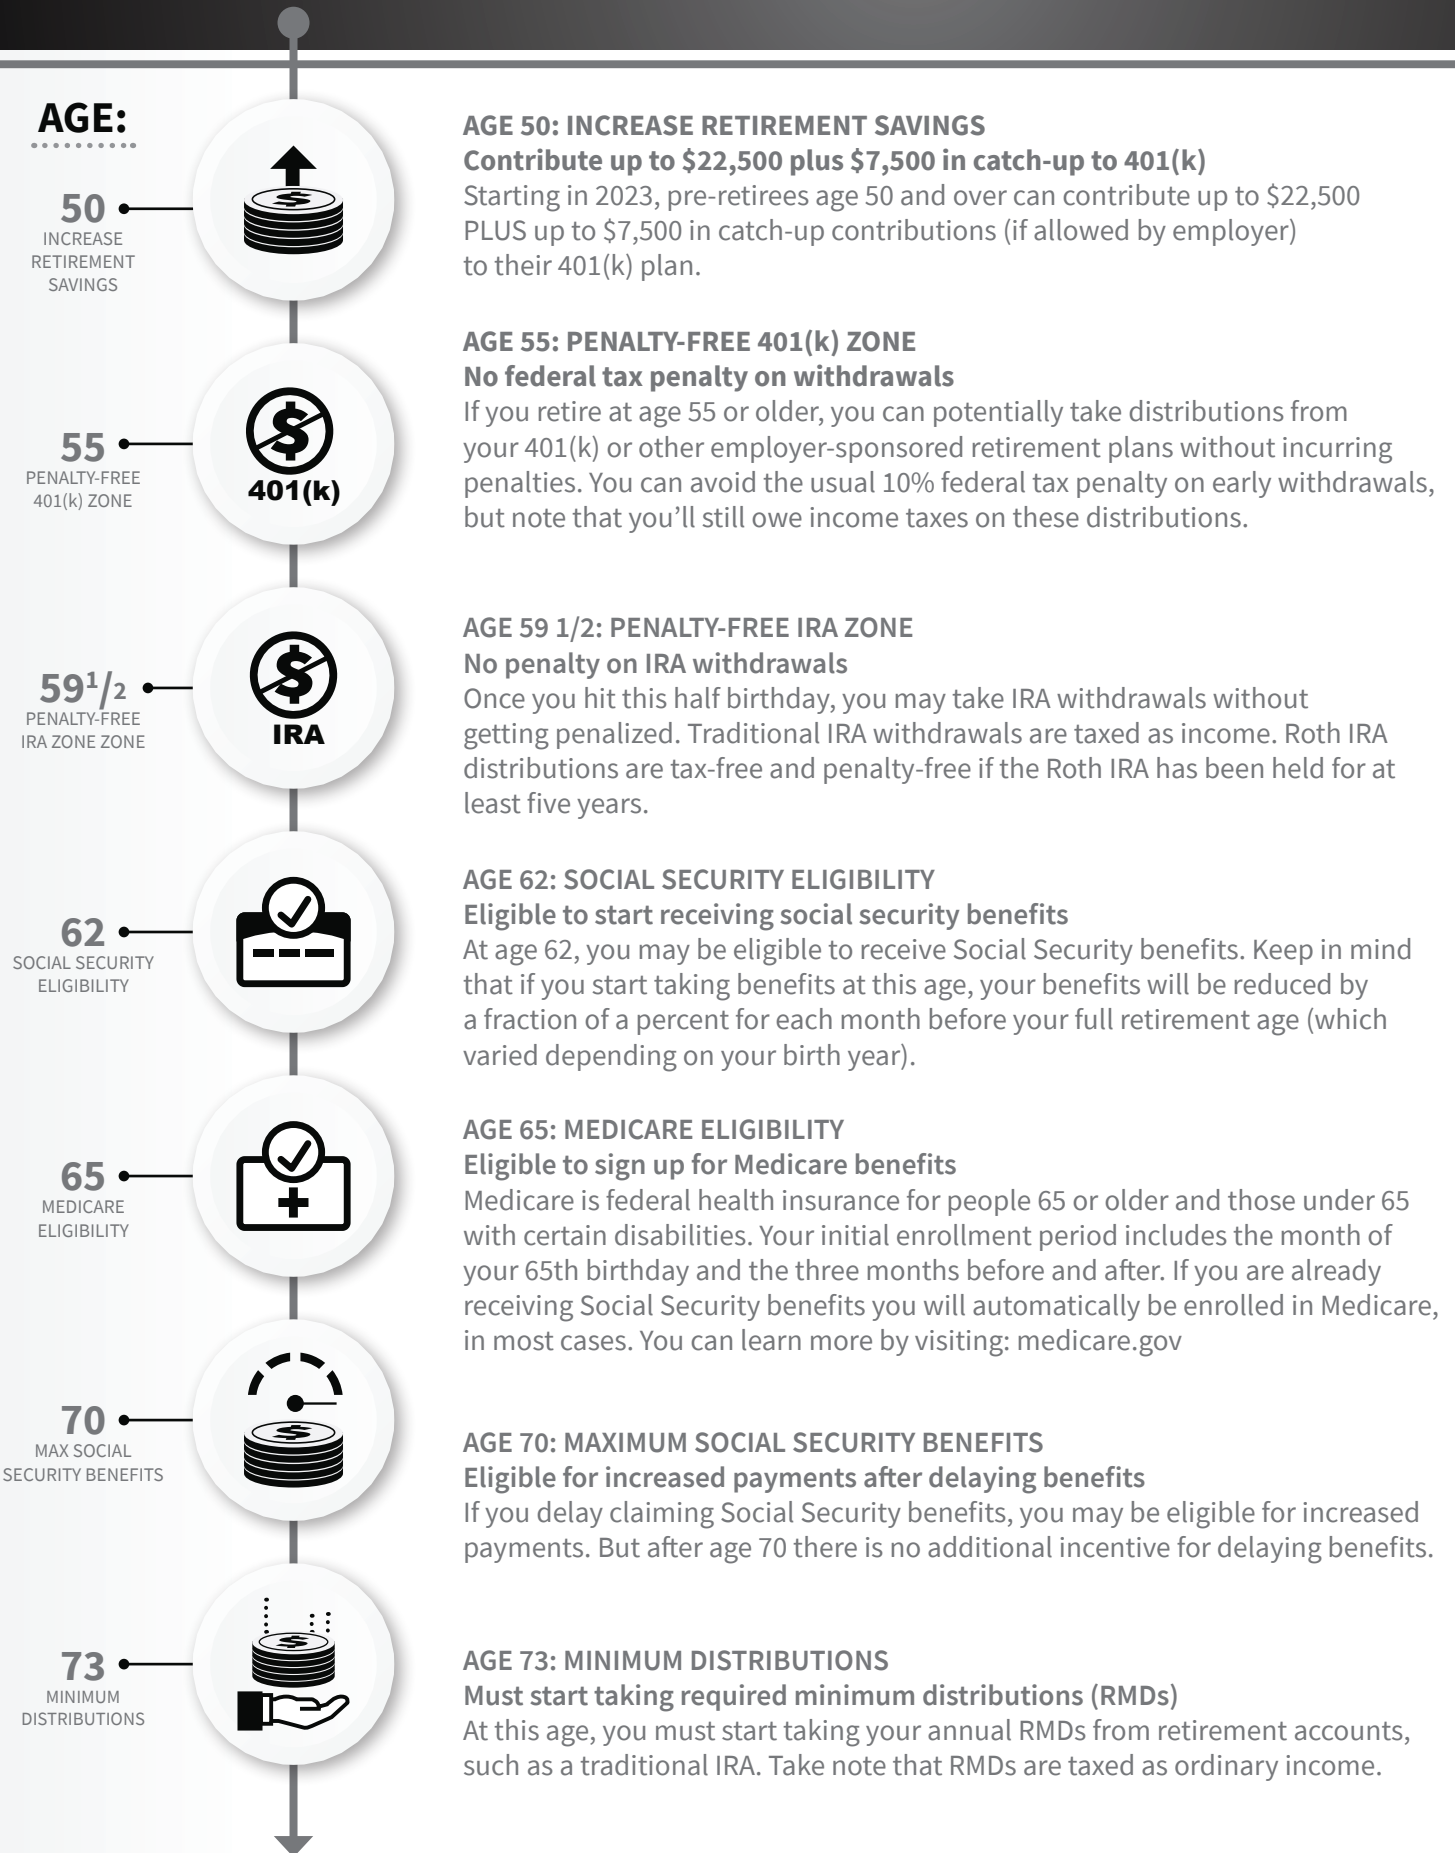 AGE:
50
INCREASE
RETIREMENT
SAVINGS
AGE 50: INCREASE RETIREMENT SAVINGS
Contribute up to $22,500 plus $7,500 in catch-up to 401(k)
Starting in 2023, pre-retirees age 50 and over can contribute up to $22,500
PLUS up to $7,500 in catch-up contributions (if allowed by employer)
to their 401(k) plan.
55
PENALTY-FREE
401(k) ZONE
$
401(k)
AGE 55: PENALTY-FREE 401(k) ZONE
No federal tax penalty on withdrawals
If you retire at age 55 or older, you can potentially take distributions from
your 401(k) or other employer-sponsored retirement plans without incurring
penalties. You can avoid the usual 10% federal tax penalty on early withdrawals,
but note that you’ll still owe income taxes on these distributions.
59 1/2
PENALTY-FREE
IRA ZONE ZONE
$
IRA
AGE 59 1/2: PENALTY-FREE IRA ZONE
No penalty on IRA withdrawals
Once you hit this half birthday, you may take IRA withdrawals without
getting penalized. Traditional IRA withdrawals are taxed as income. Roth IRA
distributions are tax-free and penalty-free if the Roth IRA has been held for at
least five years.
62
SOCIAL SECURITY
ELIGIBILITY
AGE 62: SOCIAL SECURITY ELIGIBILITY
Eligible to start receiving social security benefits
At age 62, you may be eligible to receive Social Security benefits. Keep in mind
that if you start taking benefits at this age, your benefits will be reduced by
a fraction of a percent for each month before your full retirement age (which
varied depending on your birth year).
65
MEDICARE
ELIGIBILITY
AGE 65: MEDICARE ELIGIBILITY
Eligible to sign up for Medicare benefits
Medicare is federal health insurance for people 65 or older and those under 65
with certain disabilities. Your initial enrollment period includes the month of
your 65th birthday and the three months before and after. If you are already
receiving Social Security benefits you will automatically be enrolled in Medicare,
in most cases. You can learn more by visiting: medicare.gov
70
MAX SOCIAL
SECURITY BENEFITS
$
AGE 70: MAXIMUM SOCIAL SECURITY BENEFITS
Eligible for increased payments after delaying benefits
If you delay claiming Social Security benefits, you may be eligible for increased
payments. But after age 70 there is no additional incentive for delaying benefits.
73
MINIMUM
DISTRIBUTIONS
$
AGE 73: MINIMUM DISTRIBUTIONS
Must start taking required minimum distributions (RMDs)
At this age, you must start taking your annual RMDs from retirement accounts,
such as a traditional IRA. Take note that RMDs are taxed as ordinary income.